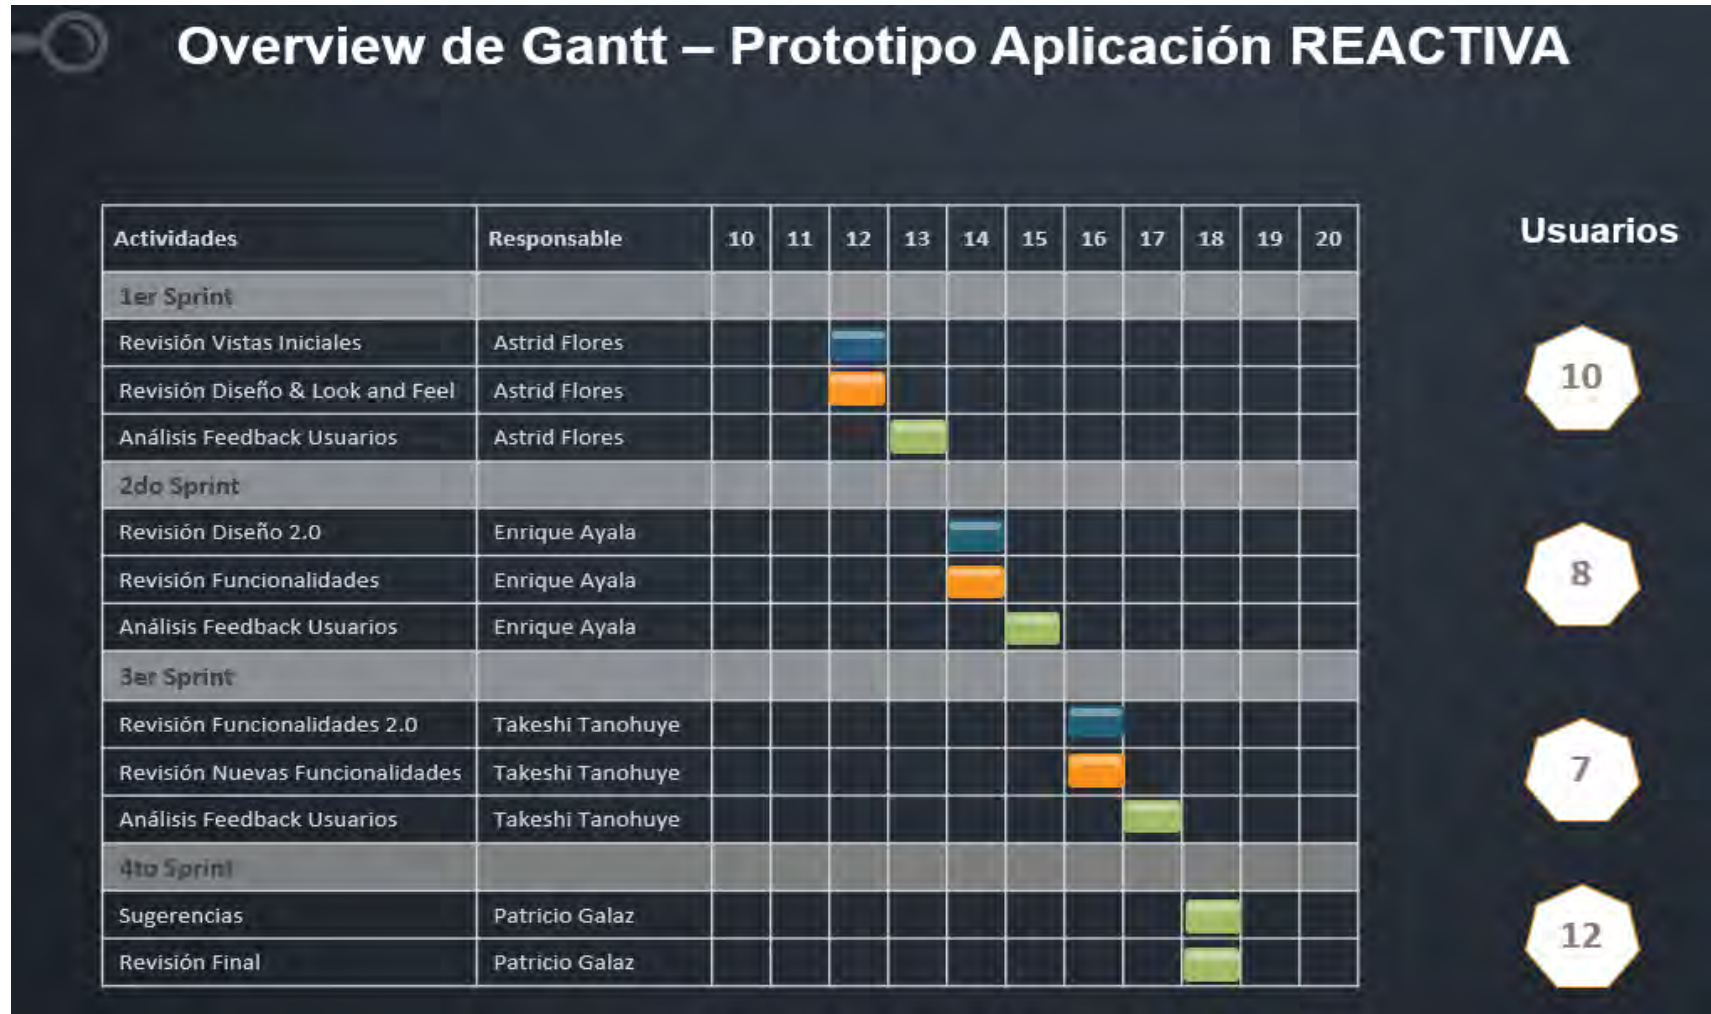 Overview de Gantt – Prototipo Aplicación REACTIVA
Usuarios
Actividades Responsable 10 11 12 13 14 15 16 17 18 19 20
1er Sprint
Revisión Vistas Iniciales Astrid Flores
Revisión Diseño & Look and Feel Astrid Flores
10
Análisis Feedback Usuarios Astrid Flores
2do Sprint
Revisión Diseño 2.0 Enrique Ayala
Revisión Funcionalidades Enrique Ayala
8
Análisis Feedback Usuarios Enrique Ayala
3er Sprint
Revisión Funcionalidades 2.0 Takeshi Tanohuye
Revisión Nuevas Funcionalidades Takeshi Tanohuye
7
Análisis Feedback Usuarios Takeshi Tanohuye
4to Sprint
Sugerencias Patricio Galaz
12
Revisión Final Patricio Galaz